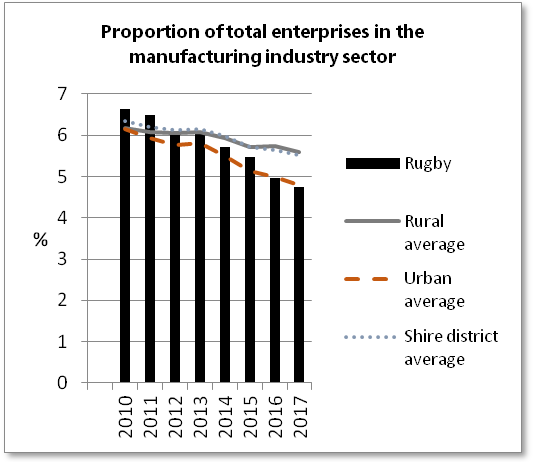 Proportion of total enterprises in the
manufacturing industry sector
7
6
5
4
3
2
1
0
%
2010
2011
2012
2013
2014
2015
2016
2017
Rugby
Rural
average
Urban
average
Shire district
average